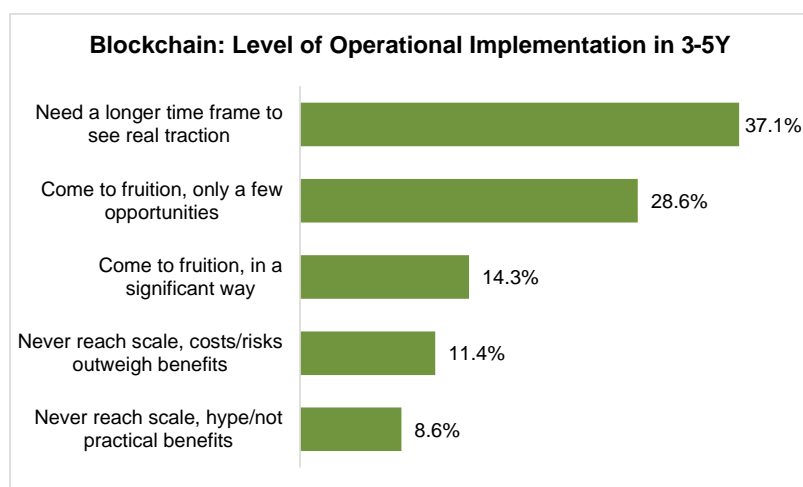 Blockchain: Level of Operational Implementation in 3-5Y
Need a longer time frame to
see real traction
37.1%
Come to fruition, only a few
opportunities
28.6%
Come to fruition, in a
significant way
14.3%
Never reach scale, costs/risks
outweigh benefits
11.4%
Never reach scale, hype/not
practical benefits
8.6%